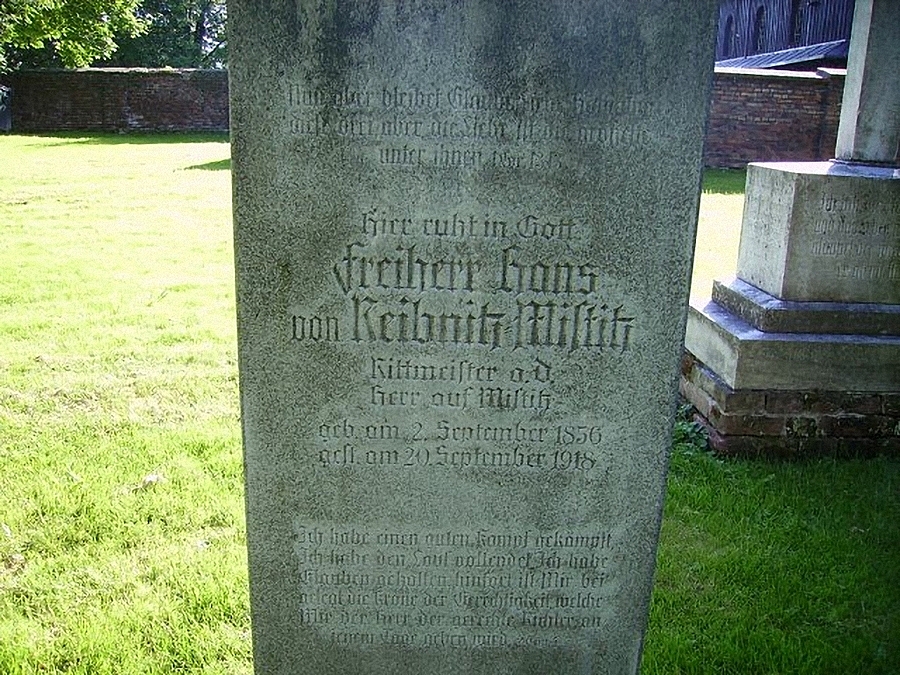 Nun aber bleibet Glaube
diese drei aber die Liebe ist die größeste
unter ihnen
Hier ruht in Gott
Freiherr Hans
von Reibnitz-Mistitz
Rittmeister a.D.
Herr auf Mistitz
geb. am 2. September 1856
gest. am 20. September 1918
Ich habe einen guten Kampf gekämpft,
Ich habe den Lauf vollendet, Ich habe
Glauben gehalten, hinfort ist Mir bei
gelegt die Krone der Gerechtigkeit, welche
Mir der Herr der gerechte Richter an
jenem Tage geben wird.